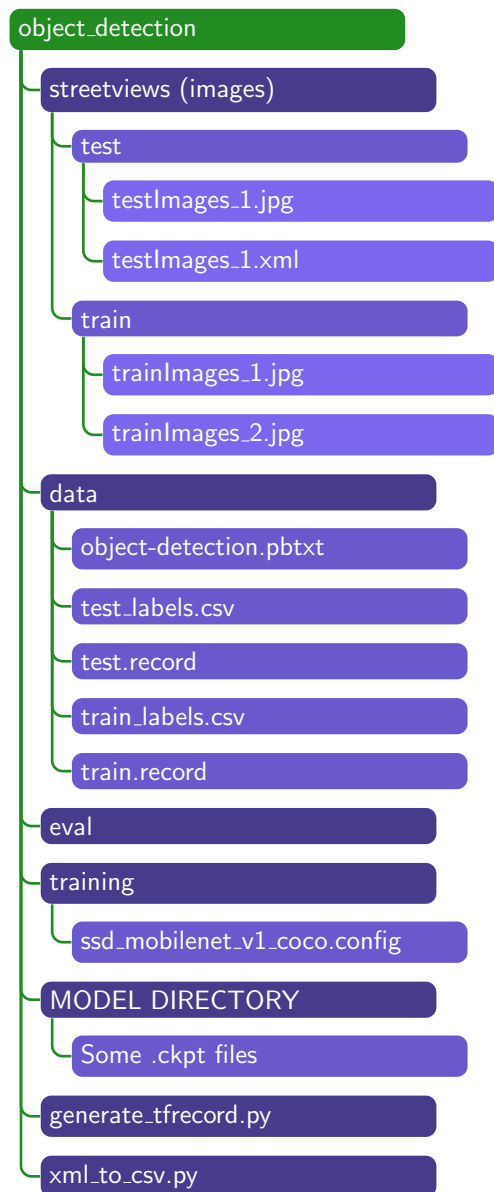 object_detection
streetviews (images)
test
testImages_1.jpg
testImages_1.xml
train
trainImages_1.jpg
trainImages_2.jpg
data
object-detection.pbtxt
test_labels.csv
test.record
train_labels.csv
train.record
eval
training
ssd_mobilenet_v1_coco.config
MODEL DIRECTORY
Some .ckpt files
generate_tfrecord.py
xml_to_csv.py